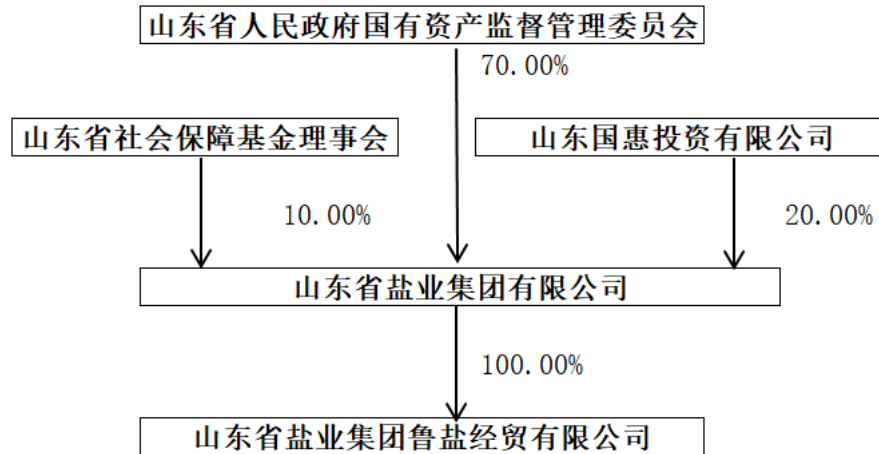 山东省人民政府国有资产监督管理委员会
70.00%
山东省社会保障基金理事会
山东国惠投资有限公司
10.00%
20.00%
山东省盐业集团有限公司
100.00%
山东省盐业集团鲁盐经贸有限公司